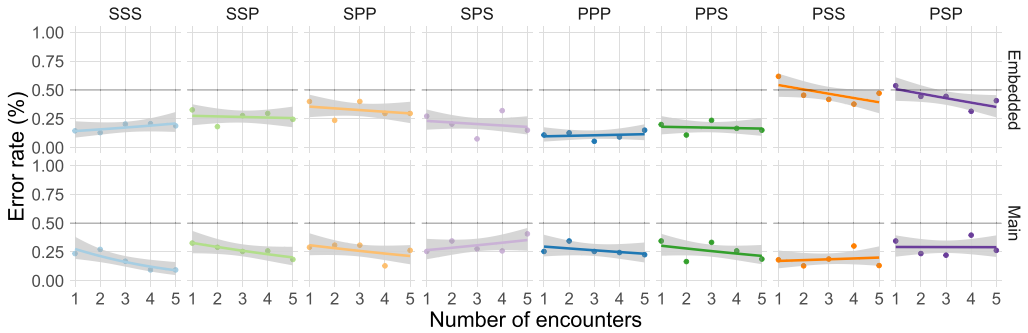 SSS SSP SPP SPS PPP PPS PSS PSP
1.00
0.75
0.50
0.25
0.00
Embedded
1.00
0.75
0.50
0.25
0.00
Main
Error rate (%)
1 2 3 4 5 1 2 3 4 5 1 2 3 4 5 1 2 3 4 5 1 2 3 4 5 1 2 3 4 5 1 2 3 4 5 1 2 3 4 5
Number of encounters